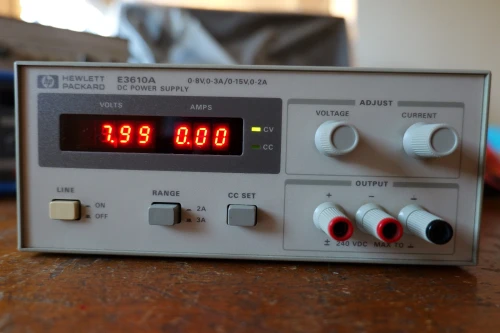 hp HEWLETT PACKARD
E3610A 0-8V,0-3A/0-15V,0-2A
DC POWER SUPPLY
VOLTS AMPS
7.99 0.00
CV
CC
ADJUST
VOLTAGE CURRENT
LINE
ON
OFF
RANGE
2A
3A
CC SET
OUTPUT
+ -
± 240 VDC MAX TO